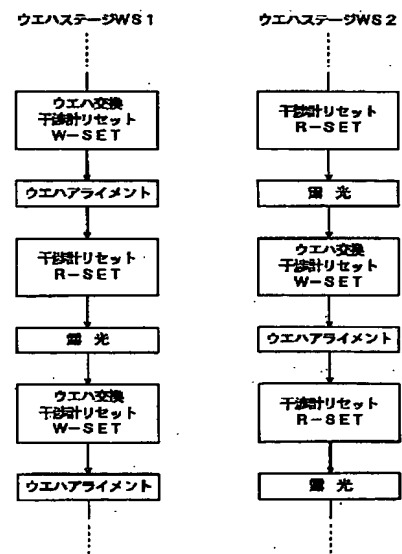 ウエハステージWS1
ウエハ交換
干渉計リセット
W-SET
ウエハアライメント
干渉計リセット
R-SET
露 光
ウエハ交換
干渉計リセット
W-SET
ウエハアライメント
ウエハステージWS2
干渉計リセット
R-SET
露 光
ウエハ交換
干渉計リセット
W-SET
ウエハアライメント
干渉計リセット
R-SET
露 光